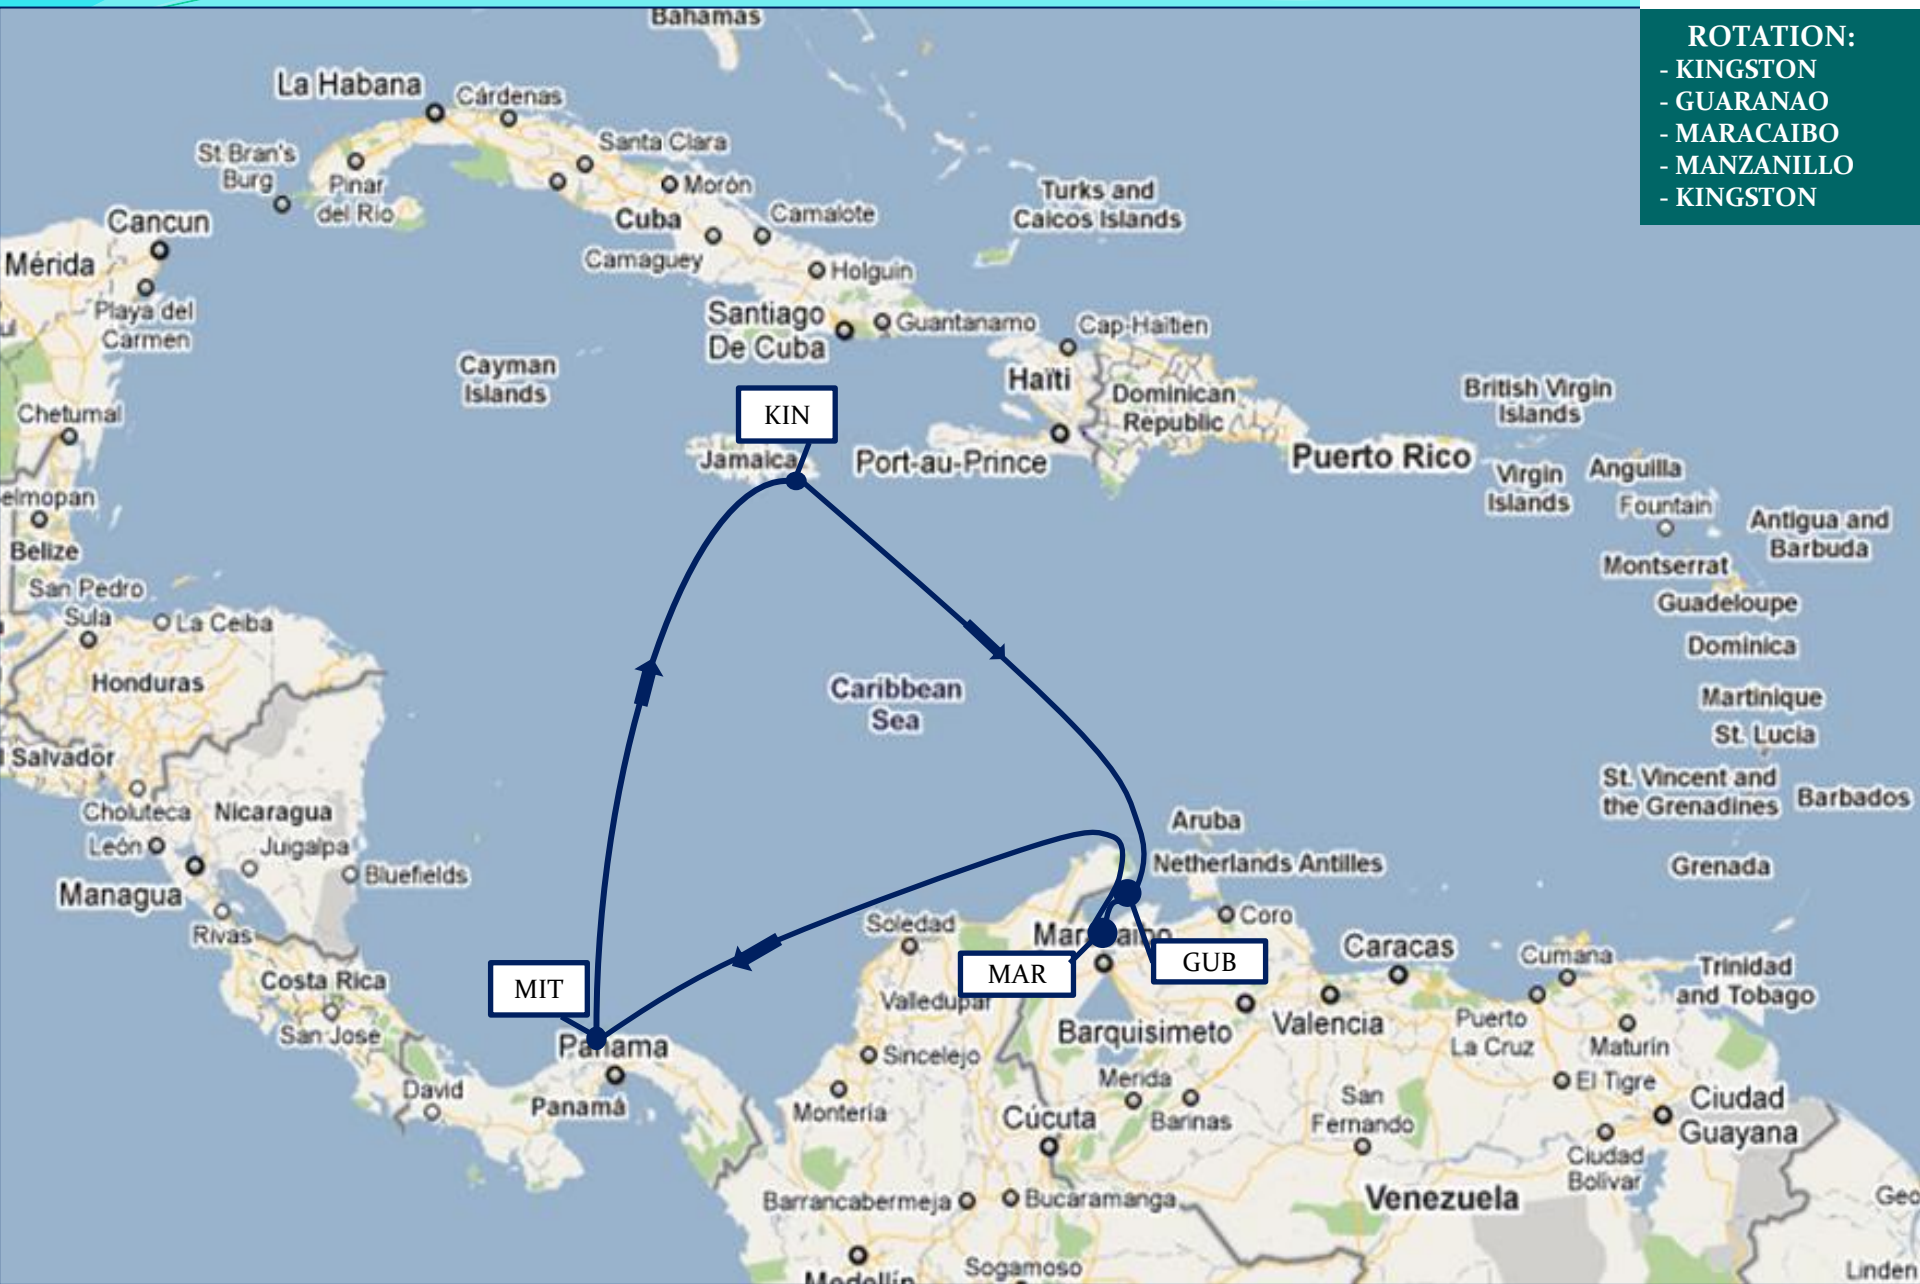 Bahamas
ROTATION:
- KINGSTON
- GUARANAO
- MARACAIBO
- MANZANILLO
- KINGSTON
La Habana
Cárdenas
Santa Clara
St Bran's
Burg
Pinar
del Rio
Morón
Cuba
Camalote
Turks and
Caicos Islands
Cancun
Camaguey
Holguin
Mérida
Playa del
Carmen
Santiago
De Cuba
Guantanamo
Cap-Haïtien
Cayman
Islands
Haïti
Dominican
Republic
British Virgin
Islands
Chetumal
KIN
Jamaica
Port-au-Prince
Puerto Rico
Virgin
Islands
Anguilla
Fountain
Antigua and
Barbuda
elmopan
Belize
Montserrat
San Pedro
Sula
La Ceiba
Guadeloupe
Dominica
Honduras
Caribbean
Sea
Martinique
St. Lucia
Salvador
St. Vincent and
the Grenadines
Barbados
Choluteca
Nicaragua
Aruba
León
Juigalpa
Netherlands Antilles
Bluefields
Grenada
Managua
Rivas
Soledad
Coro
Maracaibo
Caracas
Cumana
MAR
GUB
Trinidad
and Tobago
Costa Rica
MIT
Valledupar
San Jose
Barquisimeto
Valencia
Puerto
La Cruz
Maturin
Panama
Sincelejo
David
Panamá
Monteria
Merida
Barinas
El Tigre
Cúcuta
San
Fernando
Ciudad
Guayana
Ciudad
Bolivar
Barrancabermeja
Bucaramanga
Venezuela
Geo
Medellín
Sogamoso
Linden